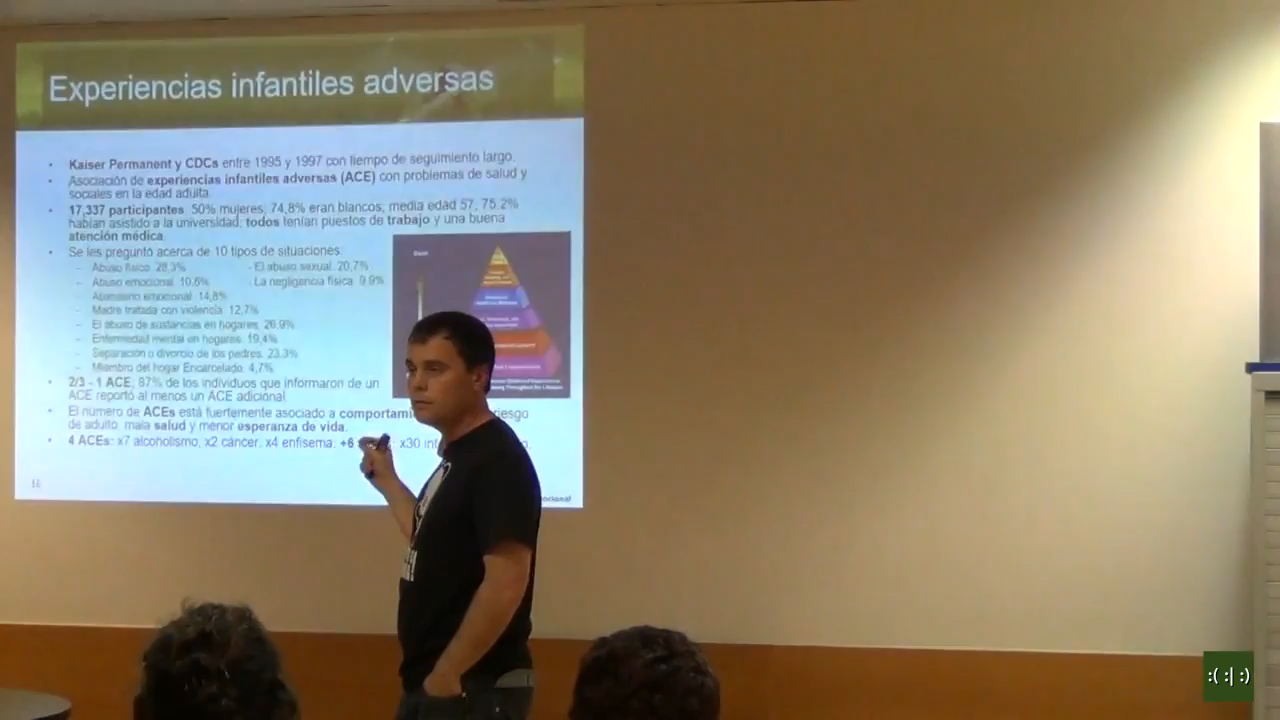 Experiencias infantiles adversas
• Kaiser Permanent y CDCs entre 1995 y 1997 con tiempo de seguimiento largo.
• Asociación de experiencias infantiles adversas (ACE) con problemas de salud y
sociales en la edad adulta.
• 17,337 participantes. 50% mujeres; 74,8% eran blancos; media edad 57, 75.2%
habían asistido a la universidad; todos tenían puestos de trabajo y una buena
atención médica.
• Se les preguntó acerca de 10 tipos de situaciones:
- Abuso físico. 28,3%
- El abuso sexual. 20,7%
- Abuso emocional. 10,6%
- La negligencia física. 9,9%
emocional. 14,8%
- Madre tratada con violencia. 12,7%
- El abuso de sustancias en hogares. 26,9%
- Enfermedad mental en hogares. 19,4%
- Separación o divorcio de los padres. 23,3%
- Miembro del hogar Encarcelado. 4,7%
• 2/3 - 1 ACE, 87% de los individuos que informaron de un
ACE reportó al menos un ACE adicional
• El número de ACEs está fuertemente asociado a comportami riesgo
de adulto, mala salud y menor esperanza de vida.
• 4 ACEs: x7 alcoholismo, x2 cáncer, x4 enfisema; +6 : x30
Death
throughout the Lifespan
:( :| :)